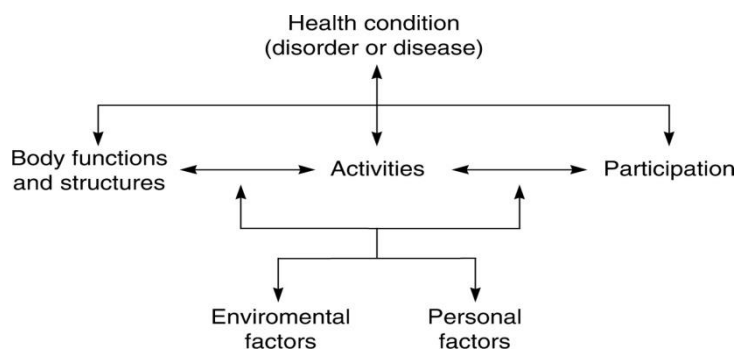 Health condition
(disorder or disease)
Body functions
and structures
Activities
Participation
Enviromental
factors
Personal
factors